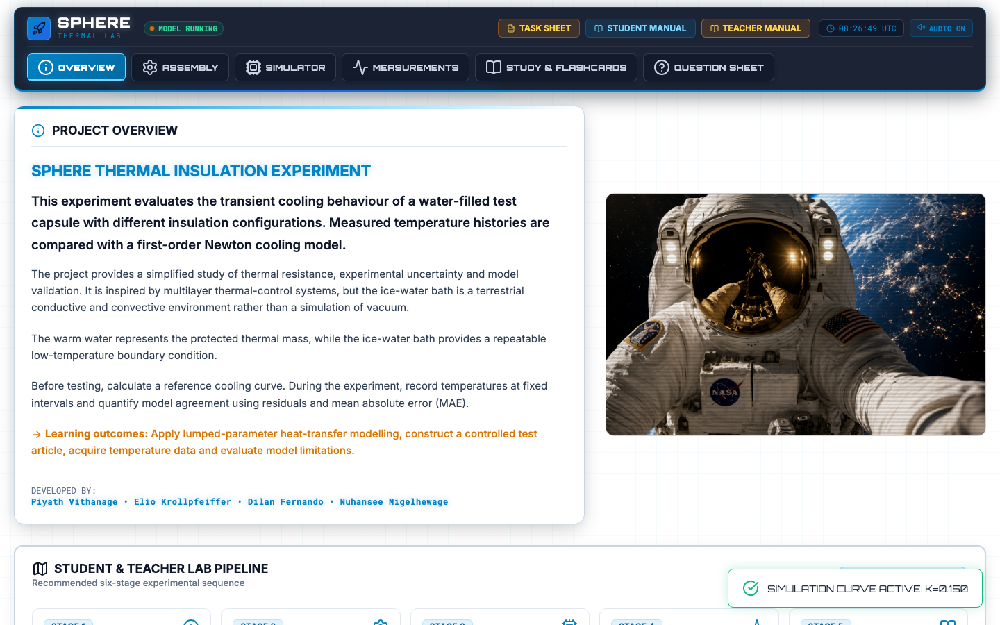 SPHERE
THERMAL LAB
MODEL RUNNING
TASK SHEET
STUDENT MANUAL
TEACHER MANUAL
08:26:49 UTC
AUDIO ON
OVERVIEW
ASSEMBLY
SIMULATOR
MEASUREMENTS
STUDY & FLASHCARDS
QUESTION SHEET
PROJECT OVERVIEW
SPHERE THERMAL INSULATION EXPERIMENT
This experiment evaluates the transient cooling behaviour of a water-filled test
capsule with different insulation configurations. Measured temperature histories are
compared with a first-order Newton cooling model.
The project provides a simplified study of thermal resistance, experimental uncertainty and model
validation. It is inspired by multilayer thermal-control systems, but the ice-water bath is a terrestrial
conductive and convective environment rather than a simulation of vacuum.
The warm water represents the protected thermal mass, while the ice-water bath provides a repeatable
low-temperature boundary condition.
Before testing, calculate a reference cooling curve. During the experiment, record temperatures at fixed
intervals and quantify model agreement using residuals and mean absolute error (MAE).
→ Learning outcomes: Apply lumped-parameter heat-transfer modelling, construct a controlled test
article, acquire temperature data and evaluate model limitations.
DEVELOPED BY:
Piyath Vithanage • Elio Krollpfeiffer • Dilan Fernando • Nuhansee Migelhewage
NASA
STUDENT & TEACHER LAB PIPELINE
Recommended six-stage experimental sequence
SIMULATION CURVE ACTIVE: K=0.150